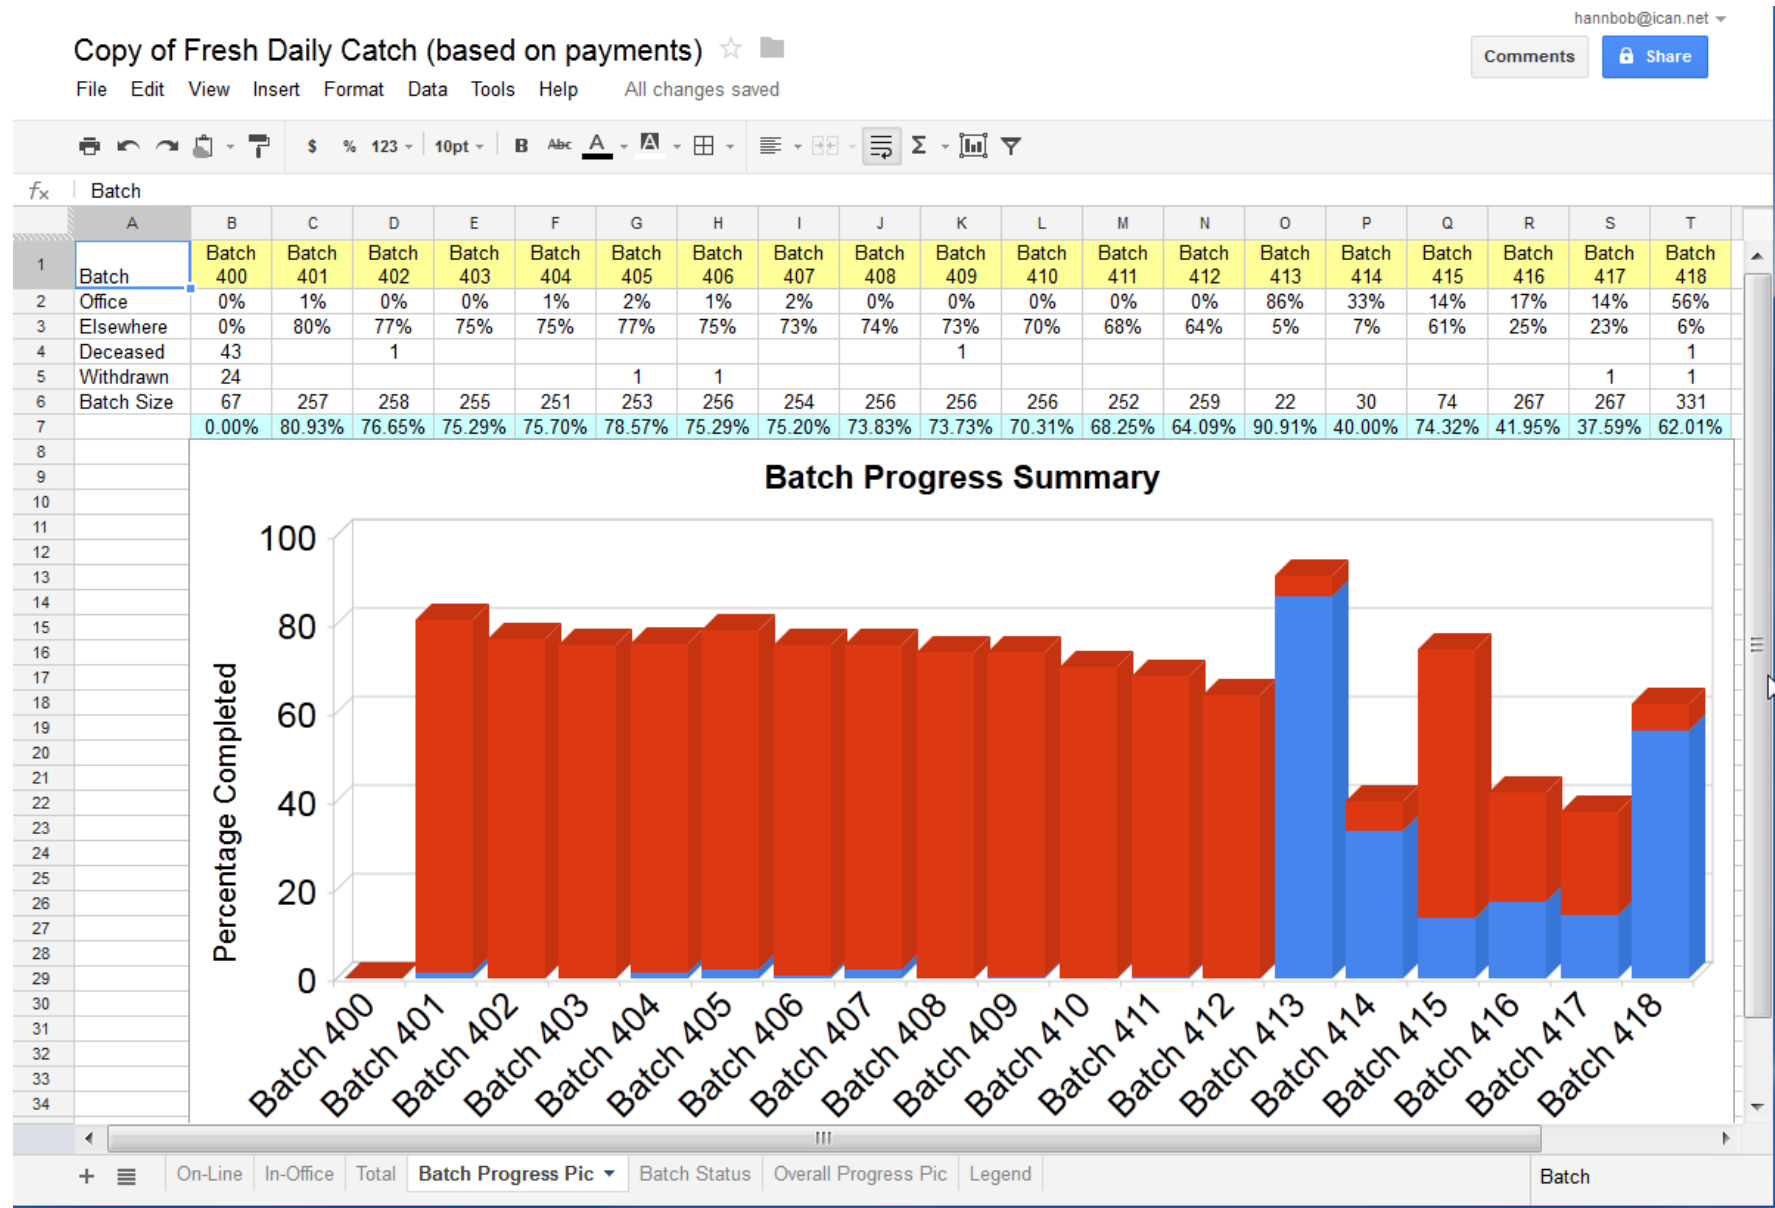 hannbob@ican.net
Copy of Fresh Daily Catch (based on payments)
Comments Share
File Edit View Insert Format Data Tools Help All changes saved
$ % 123 10pt B Abc A A Σ
fx Batch
A B C D E F G H I J K L M N O P Q R S T
1 Batch Batch 400 Batch 401 Batch 402 Batch 403 Batch 404 Batch 405 Batch 406 Batch 407 Batch 408 Batch 409 Batch 410 Batch 411 Batch 412 Batch 413 Batch 414 Batch 415 Batch 416 Batch 417 Batch 418
2 Office 0% 1% 0% 0% 1% 2% 1% 2% 0% 0% 0% 0% 0% 86% 33% 14% 17% 14% 56%
3 Elsewhere 0% 80% 77% 75% 75% 77% 75% 73% 74% 73% 70% 68% 64% 5% 7% 61% 25% 23% 6%
4 Deceased 43 1 1 1
5 Withdrawn 24 1 1 1 1
6 Batch Size 67 257 258 255 251 253 256 254 256 256 256 252 259 22 30 74 267 267 331
7 0.00% 80.93% 76.65% 75.29% 75.70% 78.57% 75.29% 75.20% 73.83% 73.73% 70.31% 68.25% 64.09% 90.91% 40.00% 74.32% 41.95% 37.59% 62.01%
8
9
10
11
12
13
14
15
16
17
18
19
20
21
22
23
24
25
26
27
28
29
30
31
32
33
34
Batch Progress Summary
Percentage Completed
100
80
60
40
20
0
Batch 400
Batch 401
Batch 402
Batch 403
Batch 404
Batch 405
Batch 406
Batch 407
Batch 408
Batch 409
Batch 410
Batch 411
Batch 412
Batch 413
Batch 414
Batch 415
Batch 416
Batch 417
Batch 418
+ On-Line In-Office Total Batch Progress Pic Batch Status Overall Progress Pic Legend Batch